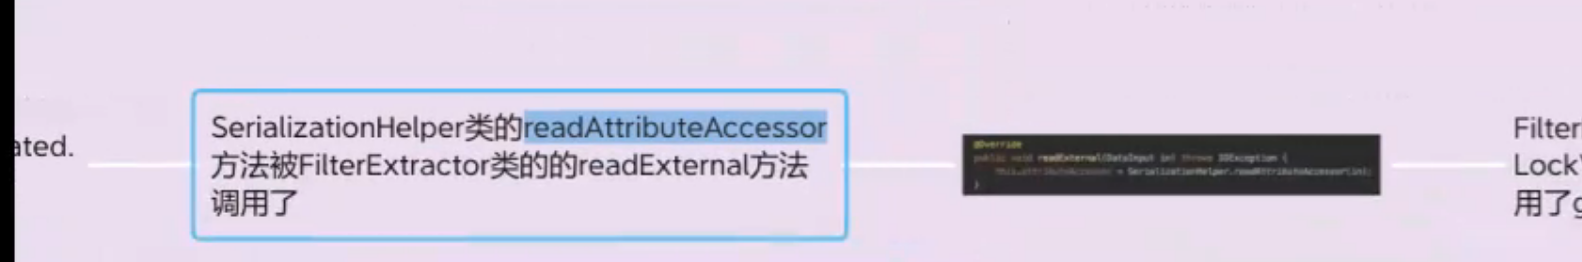 ated.
SerializationHelper类的readAttributeAccessor
方法被FilterExtractor类的的readExternal方法
调用了
@Override
public void readExternal(DataInput in) throws IOException {
this.attributeAccessor = SerializationHelper.readAttributeAccessor(in);
}
Filter
Lock
用了g